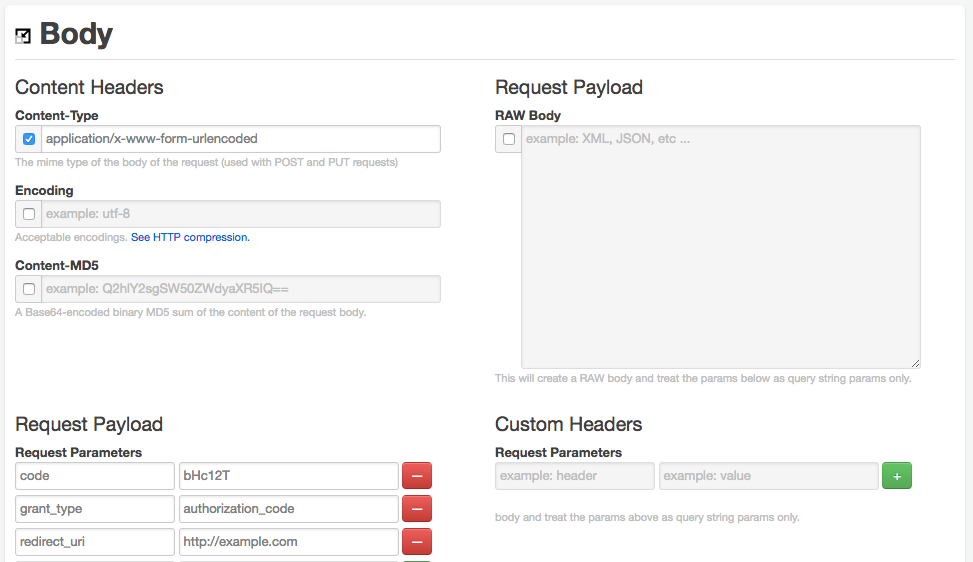 Body
Content Headers
Content-Type
application/x-www-form-urlencoded
The mime type of the body of the request (used with POST and PUT requests)
Encoding
example: utf-8
Acceptable encodings. See HTTP compression.
Content-MD5
example: Q2hlY2sgSW50ZWdyaXR5IQ==
A Base64-encoded binary MD5 sum of the content of the request body.
Request Payload
RAW Body
example: XML, JSON, etc ...
This will create a RAW body and treat the params below as query string params only.
Request Payload
Request Parameters
code bHc12T
grant_type authorization_code
redirect_uri http://example.com
Custom Headers
Request Parameters
example: header example: value
body and treat the params above as query string params only.